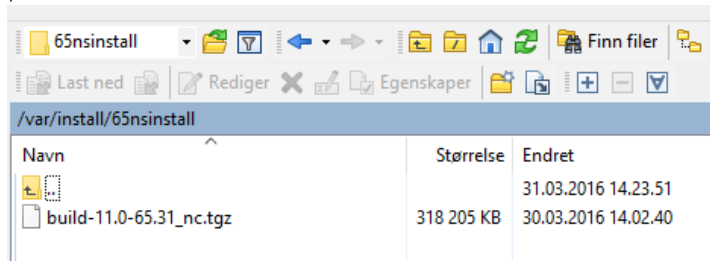 65nsinstall Finn filer
Last ned Rediger Egenskaper
/var/install/65nsinstall
Navn Størrelse Endret
.. 31.03.2016 14.23.51
build-11.0-65.31_nc.tgz 318 205 KB 30.03.2016 14.02.40